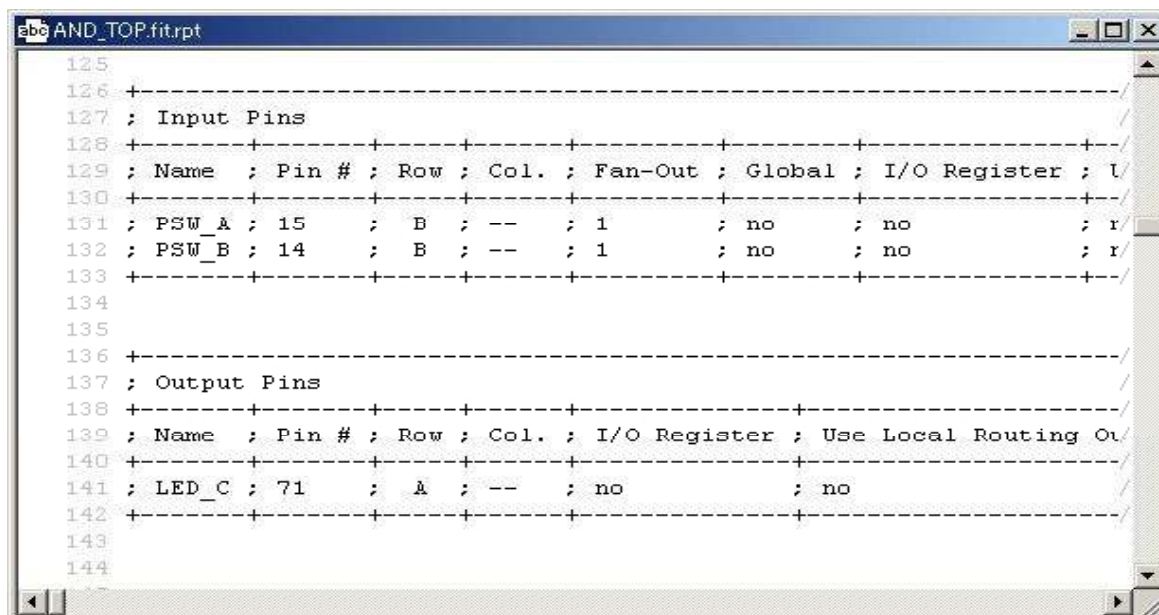 abc AND_TOP.fit.rpt
125
126 +-----------------------------------------------------------------/
127 ; Input Pins /
128 +-------+-------+-----+------+---------+--------+--------------+--/
129 ; Name ; Pin # ; Row ; Col. ; Fan-Out ; Global ; I/O Register ; U/
130 +-------+-------+-----+------+---------+--------+--------------+--/
131 ; PSW_A ; 15 ; B ; -- ; 1 ; no ; no ; r/
132 ; PSW_B ; 14 ; B ; -- ; 1 ; no ; no ; r/
133 +-------+-------+-----+------+---------+--------+--------------+--/
134
135
136 +-----------------------------------------------------------------/
137 ; Output Pins /
138 +-------+-------+-----+------+--------------+---------------------/
139 ; Name ; Pin # ; Row ; Col. ; I/O Register ; Use Local Routing Ou/
140 +-------+-------+-----+------+--------------+---------------------/
141 ; LED_C ; 71 ; A ; -- ; no ; no /
142 +-------+-------+-----+------+--------------+---------------------/
143
144